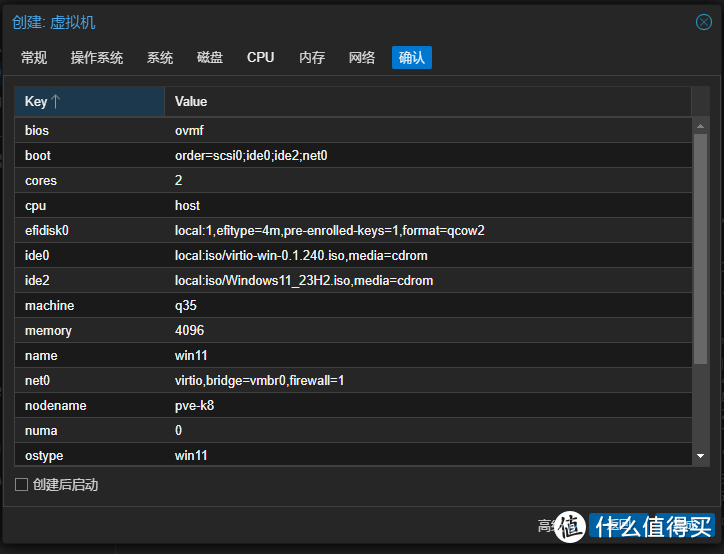 创建: 虚拟机
常规 操作系统 系统 磁盘 CPU 内存 网络 确认
Key Value
bios ovmf
boot order=scsi0;ide0;ide2;net0
cores 2
cpu host
efidisk0 local:1,efitype=4m,pre-enrolled-keys=1,format=qcow2
ide0 local:iso/virtio-win-0.1.240.iso,media=cdrom
ide2 local:iso/Windows11_23H2.iso,media=cdrom
machine q35
memory 4096
name win11
net0 virtio,bridge=vmbr0,firewall=1
nodename pve-k8
numa 0
ostype win11
创建后启动
值 什么值得买